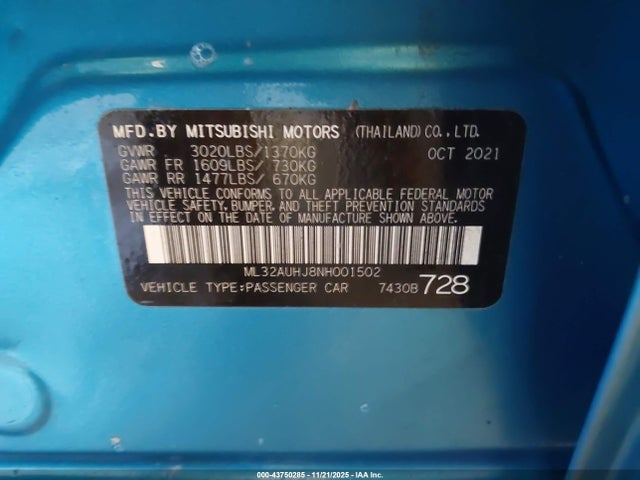 MFD.BY MITSUBISHI MOTORS (THAILAND) CO.,LTD.
GVWR 3020LBS/1370KG OCT 2021
GAWR FR 1609LBS/ 730KG
GAWR RR 1477LBS/ 670KG
THIS VEHICLE CONFORMS TO ALL APPLICABLE FEDERAL MOTOR
VEHICLE SAFETY, BUMPER, AND THEFT PREVENTION STANDARDS
IN EFFECT ON THE DATE OF MANUFACTURE SHOWN ABOVE.
ML32AUHJ8NH001502
VEHICLE TYPE:PASSENGER CAR 7430B 728
000-43750285 - 11/21/2025 - IAAI.COM